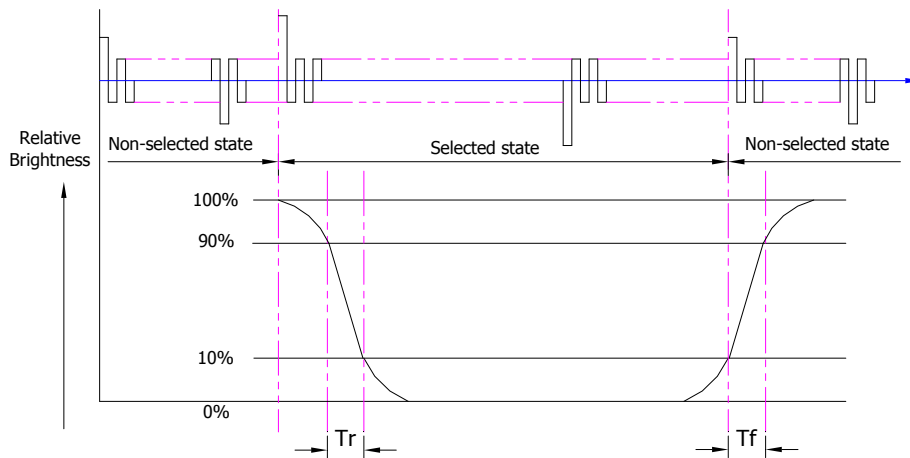 Relative
Brightness
Non-selected state
Selected state
Non-selected state
100%
90%
10%
0%
Tr
Tf